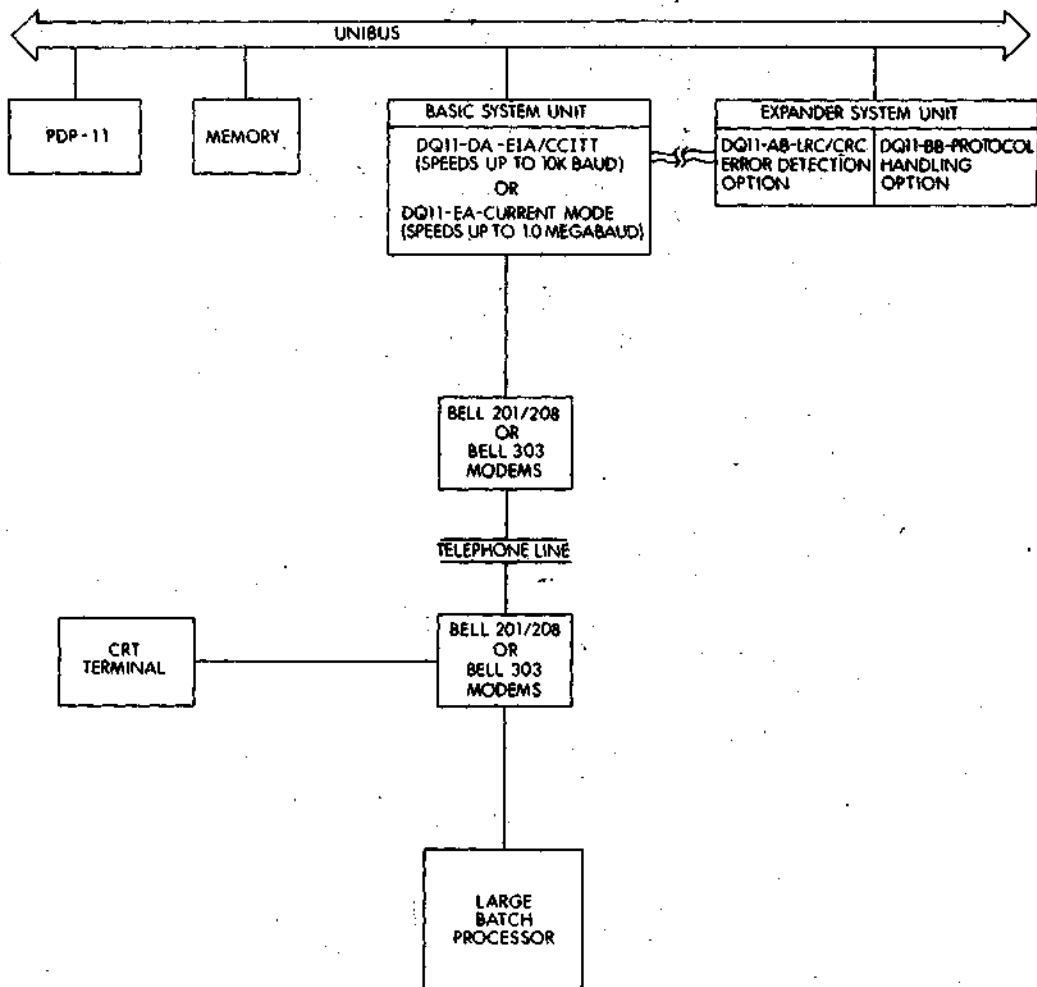 UNIBUS
PDP-11
MEMORY
BASIC SYSTEM UNIT
DQ11-DA-EIA/CCITT
(SPEEDS UP TO 10K BAUD)
OR
DQ11-EA-CURRENT MODE
(SPEEDS UP TO 1.0 MEGABAUD)
EXPANDER SYSTEM UNIT
DQ11-AB-LRC/CRC
ERROR DETECTION
OPTION
DQ11-BB-PROTOCOL
HANDLING
OPTION
BELL 201/208
OR
BELL 303
MODEMS
TELEPHONE LINE
BELL 201/208
OR
BELL 303
MODEMS
CRT
TERMINAL
LARGE
BATCH
PROCESSOR